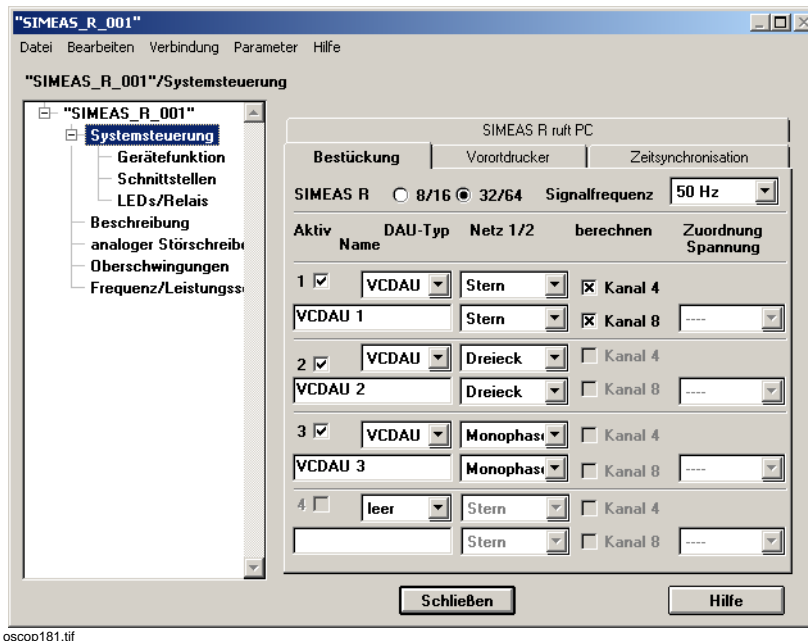 "SIMEAS_R_001"
Datei Bearbeiten Verbindung Parameter Hilfe
"SIMEAS_R_001"/Systemsteuerung
"SIMEAS_R_001"
Systemsteuerung
Gerätefunktion
Schnittstellen
LEDs/Relais
Beschreibung
analoger Störschreibe
Oberschwingungen
Frequenz/Leistungss
SIMEAS R ruft PC
Bestückung Vorortdrucker Zeitsynchronisation
SIMEAS R 8/16 32/64 Signalfrequenz 50 Hz
Aktiv DAU-Typ Netz 1/2 berechnen Zuordnung
Name Spannung
1 VCDAU Stern Kanal 4
VCDAU 1 Stern Kanal 8 ----
2 VCDAU Dreieck Kanal 4
VCDAU 2 Dreieck Kanal 8 ----
3 VCDAU Monophas Kanal 4
VCDAU 3 Monophas Kanal 8 ----
4 leer Stern Kanal 4
Stern Kanal 8 ----
Schließen Hilfe
oscop181.tif